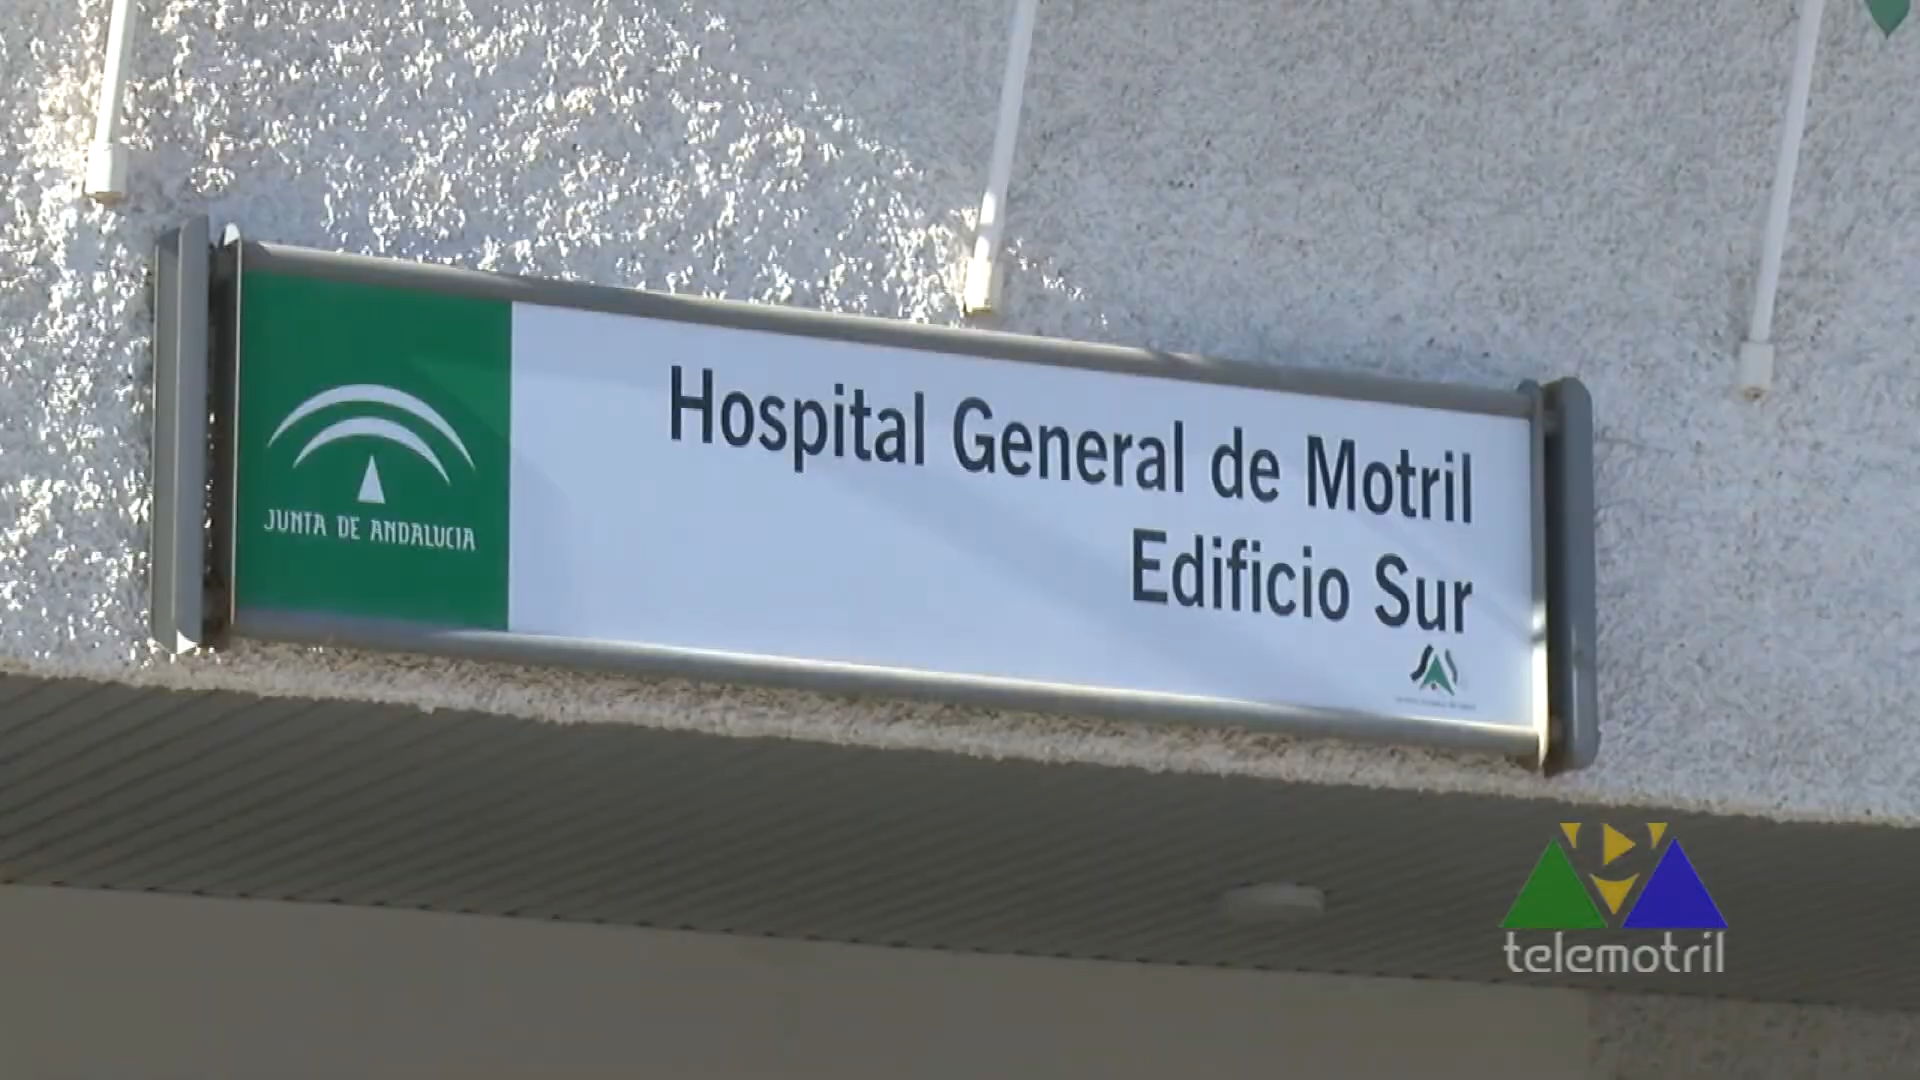 Hospital General de Motril
Edificio Sur
JUNTA DE ANDALUCIA
telemotril